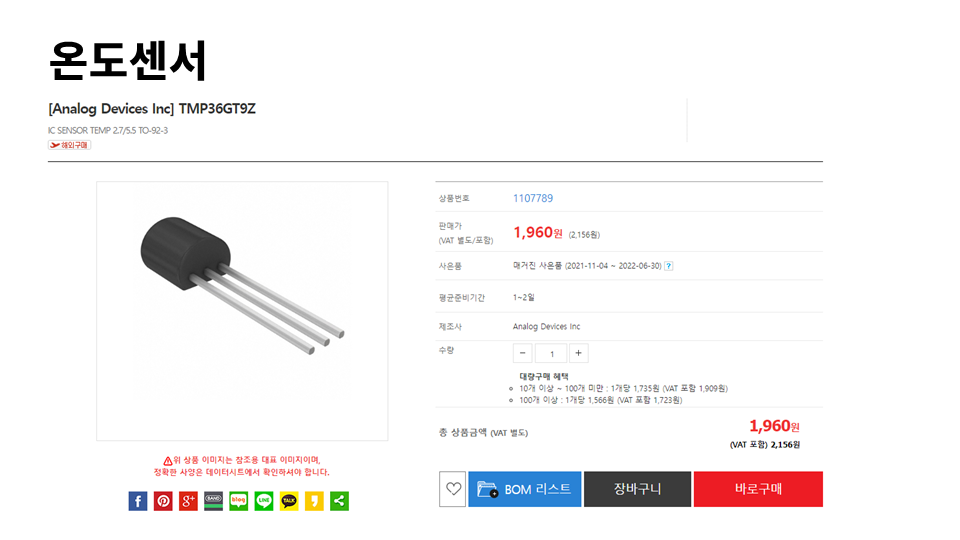 온도센서
[Analog Devices Inc] TMP36GT9Z
IC SENSOR TEMP 2.7/5.5 TO-92-3
해외구매
상품번호 1107789
판매가
(VAT 별도/포함)
1,960원 (2,156원)
사은품 매거진 사은품 (2021-11-04 ~ 2022-06-30) ?
평균준비기간 1~2일
제조사 Analog Devices Inc
수량 − 1 +
대량구매 혜택
10개 이상 ~ 100개 미만 : 1개당 1,735원 (VAT 포함 1,909원)
100개 이상 : 1개당 1,566원 (VAT 포함 1,723원)
총 상품금액 (VAT 별도) 1,960원
(VAT 포함) 2,156원
위 상품 이미지는 참조용 대표 이미지이며,
정확한 사양은 데이터시트에서 확인하셔야 합니다.
f g+ BAND blog LINE TALK
BOM 리스트 장바구니 바로구매